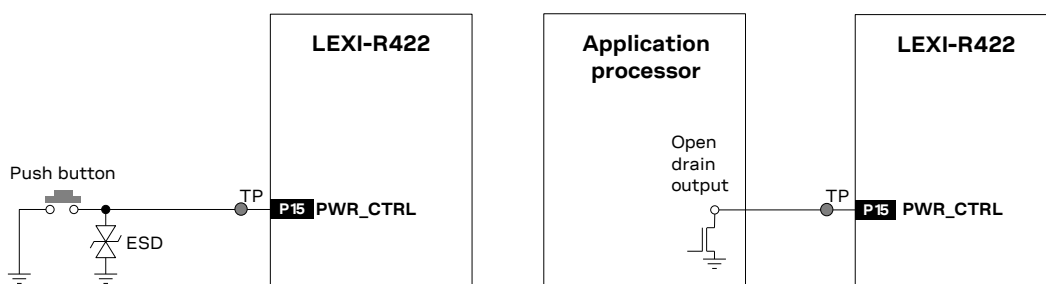 LEXI-R422
Push button
TP
P15 PWR_CTRL
ESD
Application
processor
Open
drain
output
LEXI-R422
TP
P15 PWR_CTRL